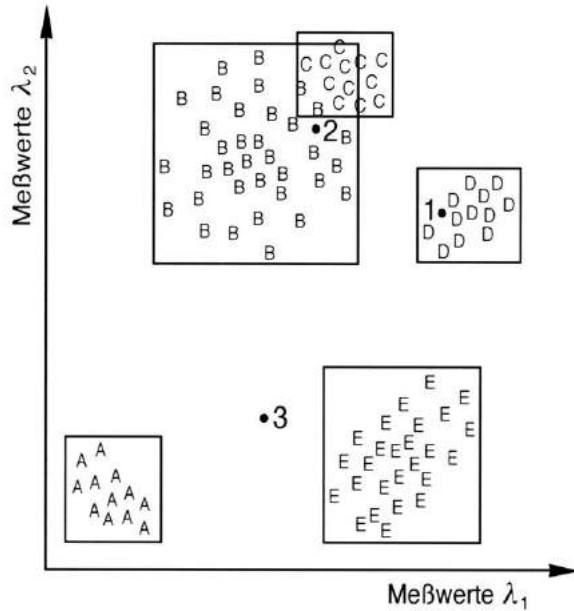 Meßwerte λ₂
B B B B B B B B B B B B B B B B B B B B B B B B B B B B B B B B
C C C C C C C C C C C
2
D D D D D D D D D D D
1
3
A A A A A A A A A A A
E E E E E E E E E E E E E E E E E E E E E E
Meßwerte λ₁